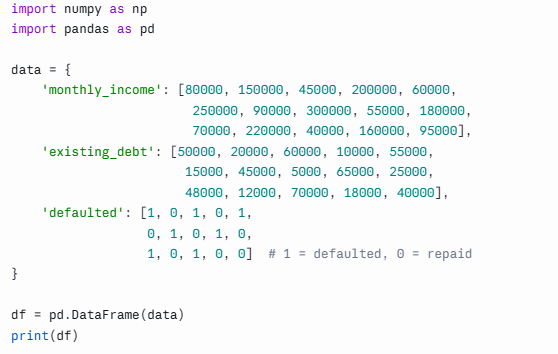 import numpy as np
import pandas as pd
data = {
    'monthly_income': [80000, 150000, 45000, 200000, 60000,
                        250000, 90000, 300000, 55000, 180000,
                        70000, 220000, 40000, 160000, 95000],
    'existing_debt': [50000, 20000, 60000, 10000, 55000,
                       15000, 45000, 5000, 65000, 25000,
                       48000, 12000, 70000, 18000, 40000],
    'defaulted': [1, 0, 1, 0, 1,
                  0, 1, 0, 1, 0,
                  1, 0, 1, 0, 0]  # 1 = defaulted, 0 = repaid
}
df = pd.DataFrame(data)
print(df)